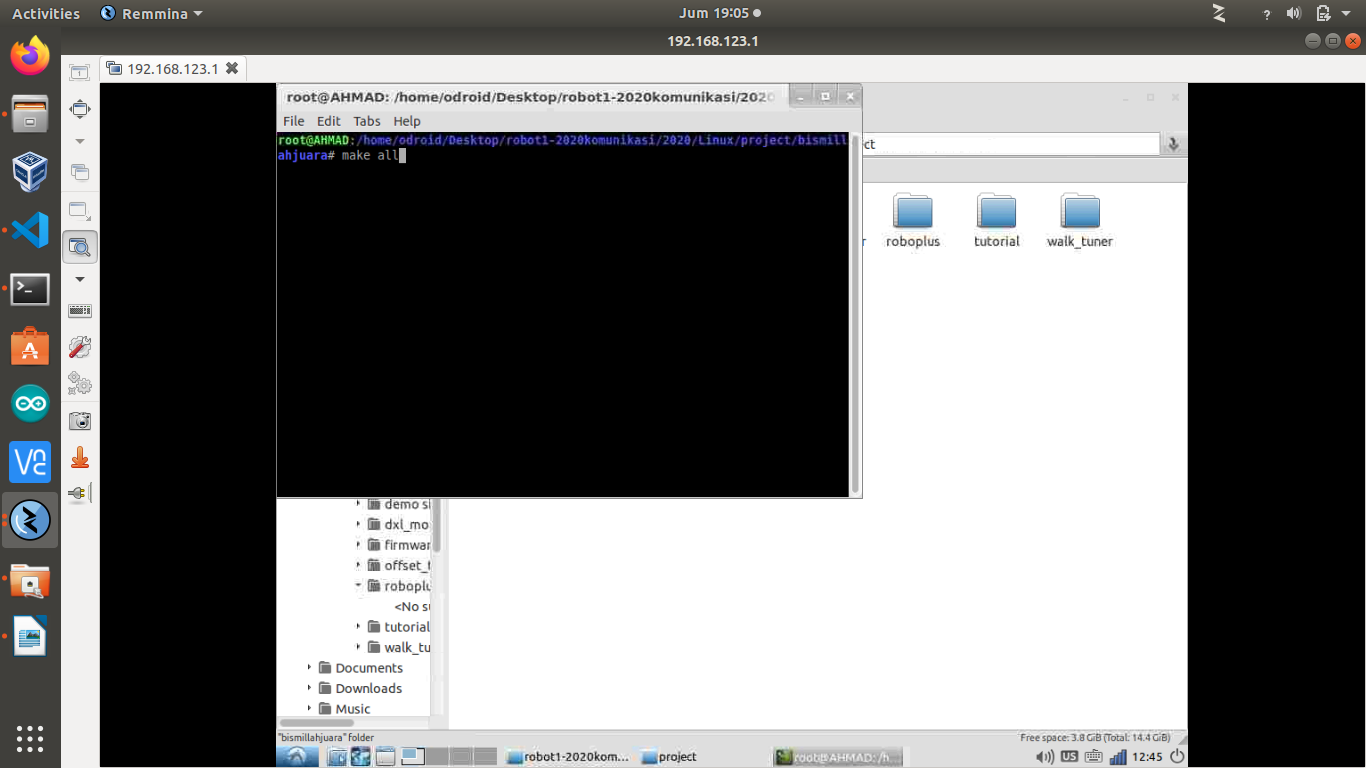 Activities
Remmina
Jum 19:05
192.168.123.1
192.168.123.1
root@AHMAD: /home/odroid/Desktop/robot1-2020komunikasi/2020
File Edit Tabs Help
root@AHMAD:/home/odroid/Desktop/robot1-2020komunikasi/2020/Linux/project/bismill
ahjuara# make all
ct
roboplus
tutorial
walk_tuner
demo
dxl_mo
firmwar
offset_
roboplu
<No
tutorial
walk_tu
Documents
Downloads
Music
"bismillahjuara" folder
Free space: 3.8 GiB (Total: 14.4 GiB)
robot1-2020kom...
project
root@AHMAD: /h...
US
12:45